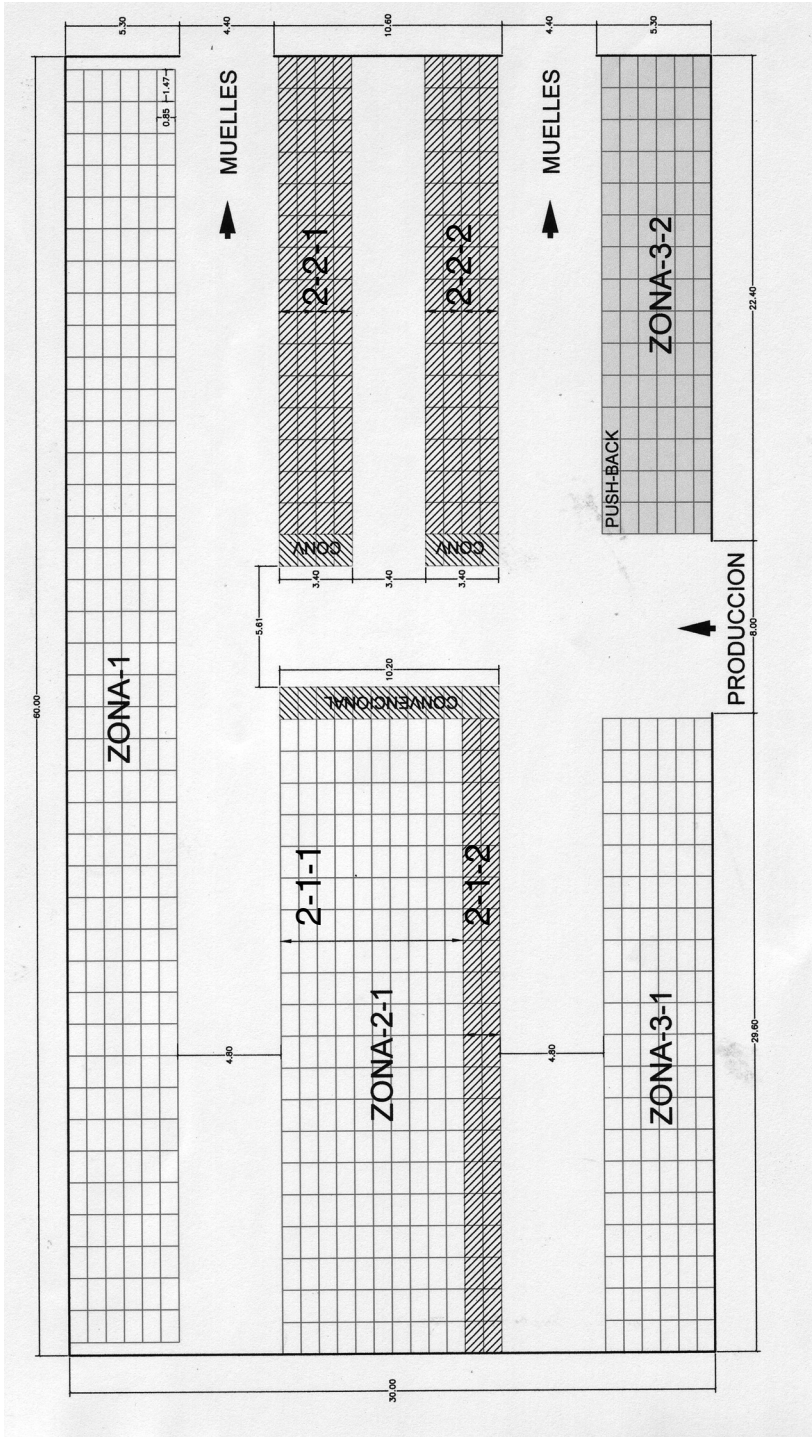 5.30
4.40
10.60
4.40
5.30
0.85
1.47
MUELLES
MUELLES
2-2-1
2-2-2
ZONA-3-2
22.40
PUSH-BACK
CONV
CONV
3.40
3.40
3.40
5.61
10.20
CONVENCIONAL
60.00
ZONA-1
PRODUCCION
8.00
2-1-1
2-1-2
ZONA-2-1
ZONA-3-1
4.80
4.80
29.60
30.00